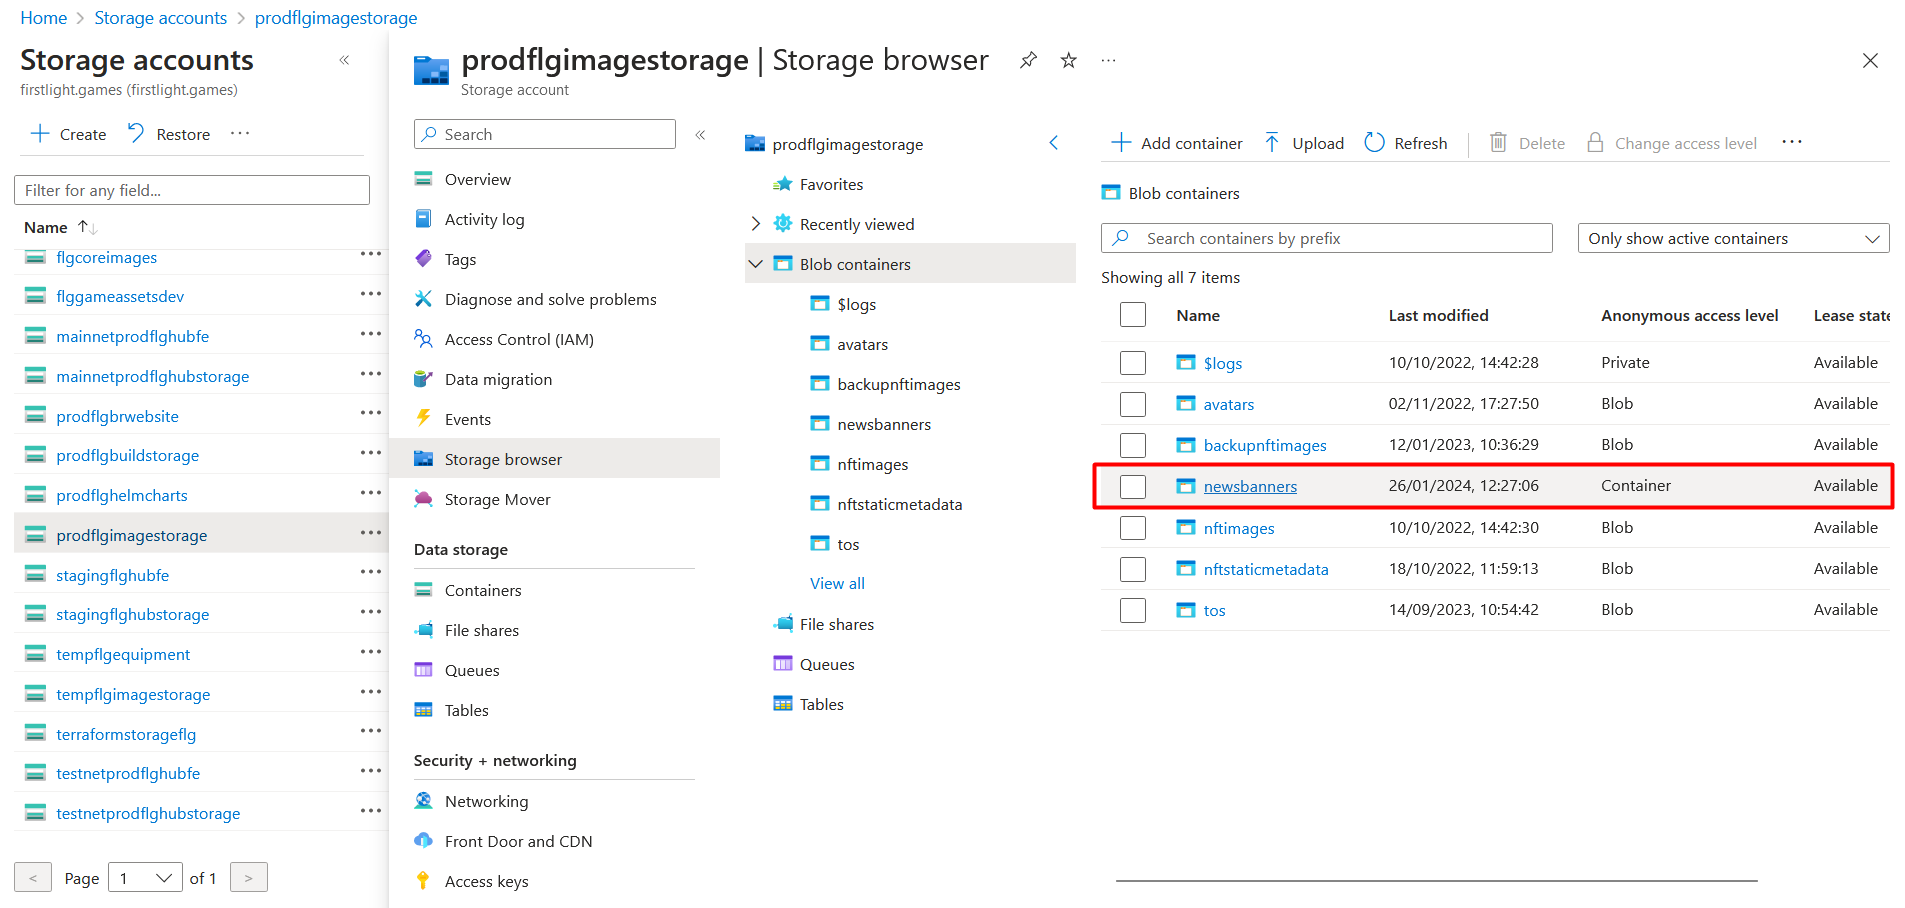 Home > Storage accounts > prodflgimagestorage
Storage accounts
firstlight.games (firstlight.games)
Create
Restore
Filter for any field...
Name
flgcoreimages
flggameassetsdev
mainnetprodflghubfe
mainnetprodflghubstorage
prodflgbrwebsite
prodflgbuildstorage
prodflghelmcharts
prodflgimagestorage
stagingflghubfe
stagingflghubstorage
tempflgequipment
tempflgimagestorage
terraformstorageflg
testnetprodflghubfe
testnetprodflghubstorage
< Page 1 of 1 >
prodflgimagestorage | Storage browser
Storage account
Search
Overview
Activity log
Tags
Diagnose and solve problems
Access Control (IAM)
Data migration
Events
Storage browser
Storage Mover
Data storage
Containers
File shares
Queues
Tables
Security + networking
Networking
Front Door and CDN
Access keys
prodflgimagestorage
Favorites
Recently viewed
Blob containers
$logs
avatars
backupnftimages
newsbanners
nftimages
nftstaticmetadata
tos
View all
File shares
Queues
Tables
Add container Upload Refresh Delete Change access level
Blob containers
Search containers by prefix
Only show active containers
Showing all 7 items
Name Last modified Anonymous access level Lease state
$logs 10/10/2022, 14:42:28 Private Available
avatars 02/11/2022, 17:27:50 Blob Available
backupnftimages 12/01/2023, 10:36:29 Blob Available
newsbanners 26/01/2024, 12:27:06 Container Available
nftimages 10/10/2022, 14:42:30 Blob Available
nftstaticmetadata 18/10/2022, 11:59:13 Blob Available
tos 14/09/2023, 10:54:42 Blob Available